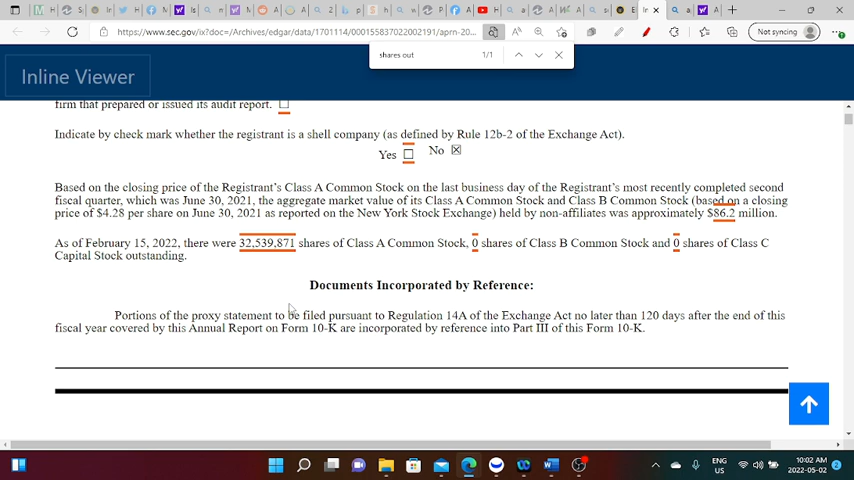 https://www.sec.gov/ix?doc=/Archives/edgar/data/1701114/000155837022002191/aprn-20...
Not syncing
shares out
1/1
Inline Viewer
firm that prepared or issued its audit report. ☐
Indicate by check mark whether the registrant is a shell company (as defined by Rule 12b-2 of the Exchange Act).
Yes ☐ No ☒
Based on the closing price of the Registrant's Class A Common Stock on the last business day of the Registrant's most recently completed second
fiscal quarter, which was June 30, 2021, the aggregate market value of its Class A Common Stock and Class B Common Stock (based on a closing
price of $4.28 per share on June 30, 2021 as reported on the New York Stock Exchange) held by non-affiliates was approximately $86.2 million.
As of February 15, 2022, there were 32,539,871 shares of Class A Common Stock, 0 shares of Class B Common Stock and 0 shares of Class C
Capital Stock outstanding.
Documents Incorporated by Reference:
Portions of the proxy statement to be filed pursuant to Regulation 14A of the Exchange Act no later than 120 days after the end of this
fiscal year covered by this Annual Report on Form 10-K are incorporated by reference into Part III of this Form 10-K.
ENG
US
10:02 AM
2022-05-02
2